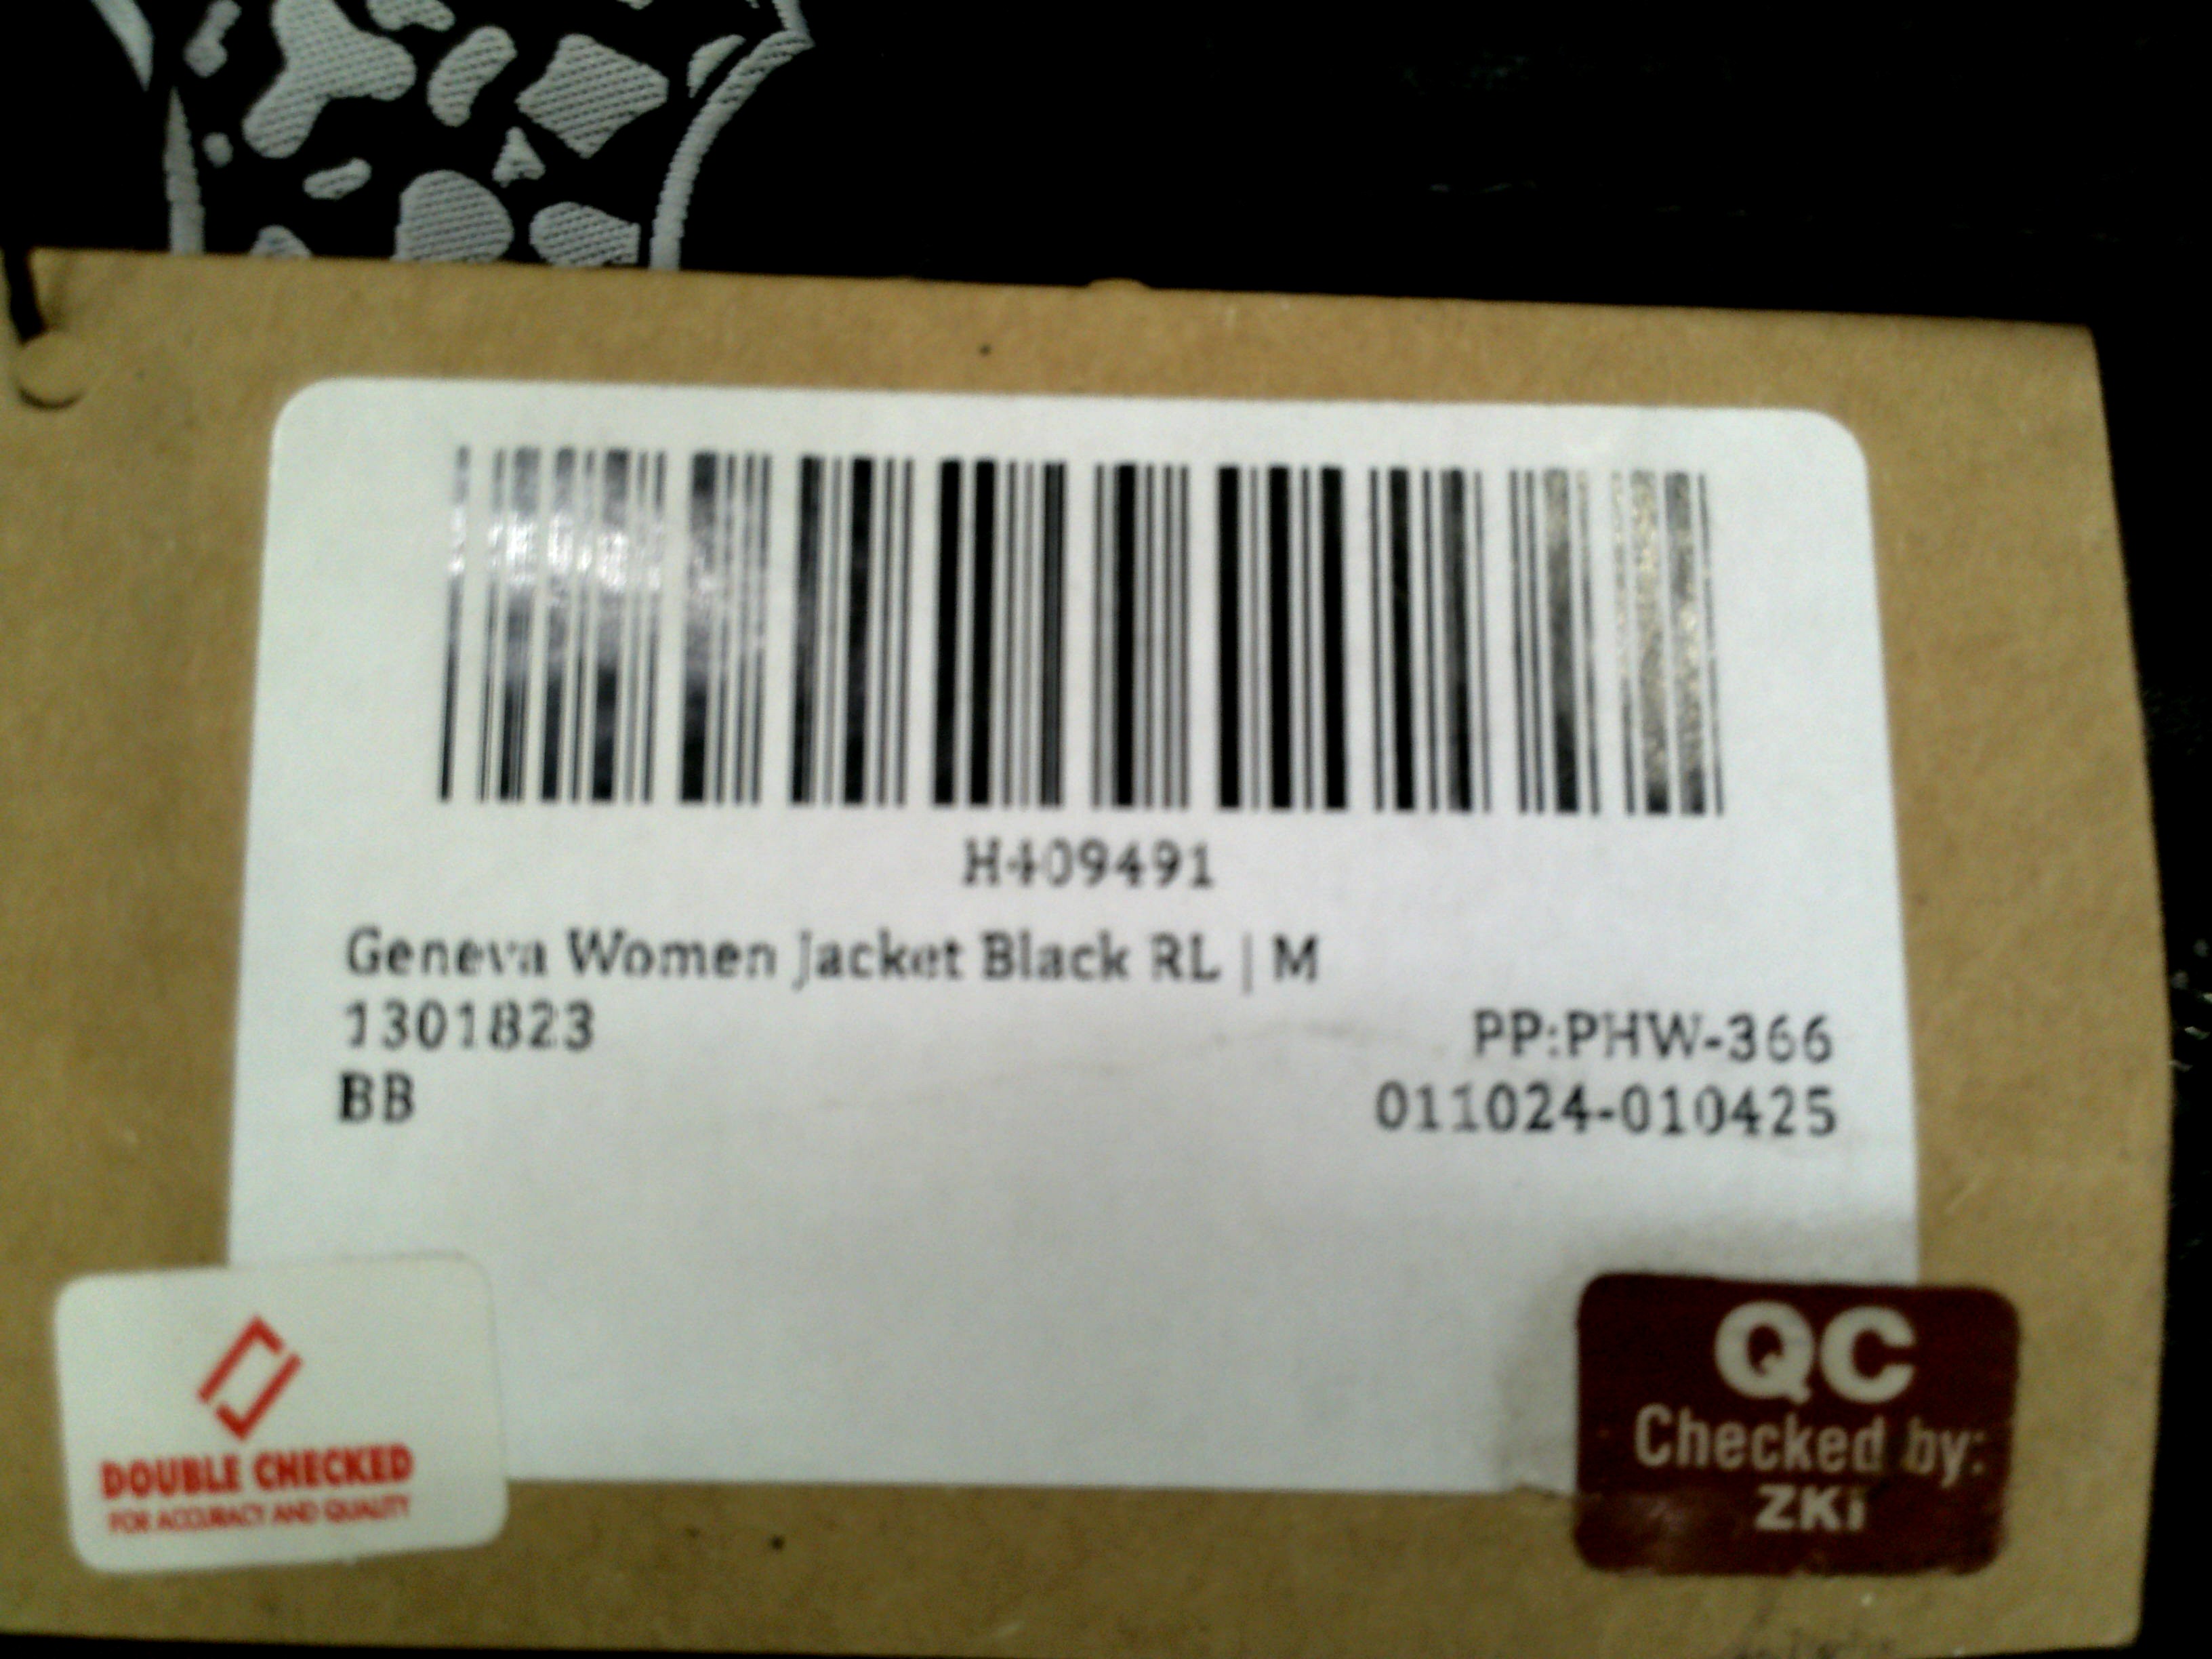 H409491
Geneva Women Jacket Black RL | M
1301823
PP:PHW-366
BB
011024-010425
DOUBLE CHECKED
FOR ACCURACY AND QUALITY
QC
Checked by:
ZKi